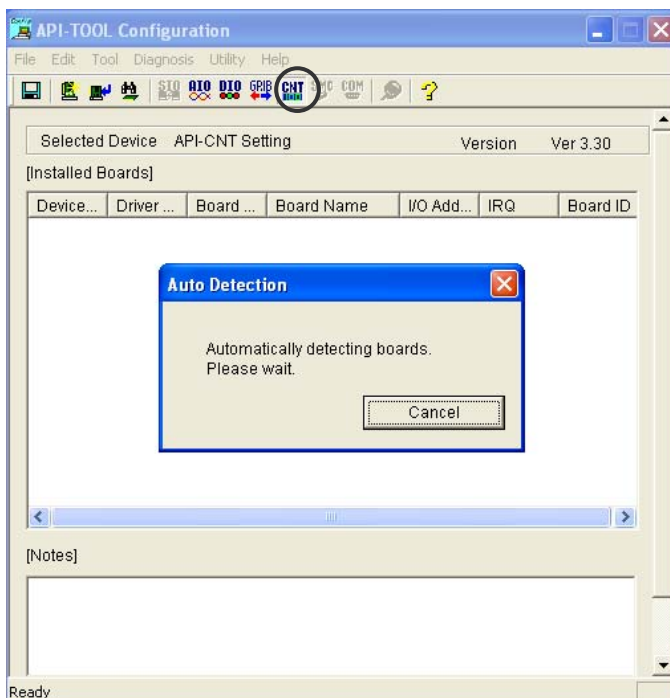 API-TOOL Configuration
File Edit Tool Diagnosis Utility Help
SIO AIO DIO GPIB CNT SMC COM
Selected Device API-CNT Setting Version Ver 3.30
[Installed Boards]
Device... Driver ... Board ... Board Name I/O Add... IRQ Board ID
Auto Detection
Automatically detecting boards.
Please wait.
Cancel
[Notes]
Ready